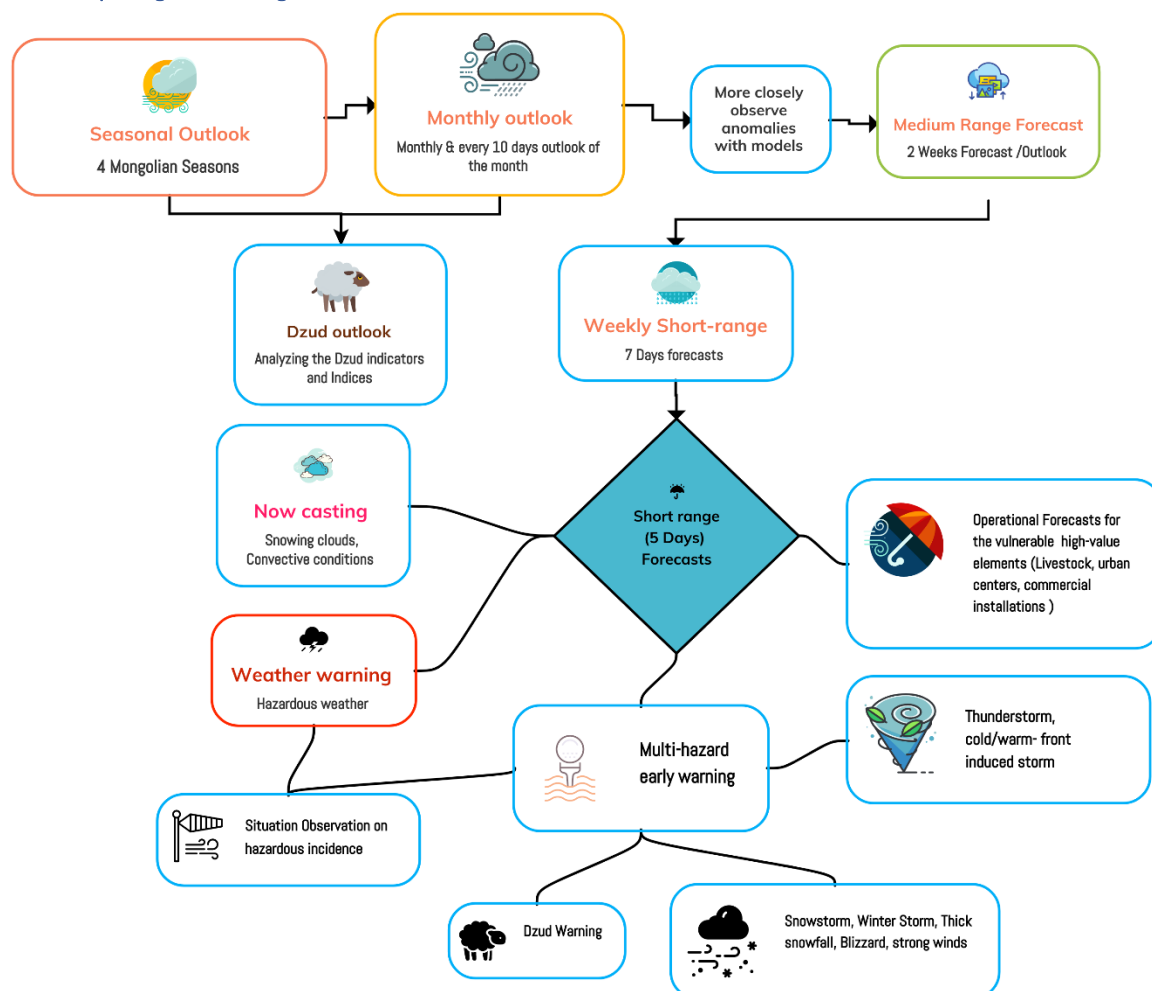 Seasonal Outlook
4 Mongolian Seasons
Monthly outlook
Monthly & every 10 days outlook of
the month
More closely
observe
anomalies
with models
Medium Range Forecast
2 Weeks Forecast /Outlook
Dzud outlook
Analyzing the Dzud indicators
and Indices
Weekly Short-range
7 Days forecasts
Now casting
Snowing clouds,
Convective conditions
Short range
(5 Days)
Forecasts
Operational Forecasts for
the vulnerable high-value
elements (Livestock, urban
centers, commercial
installations )
Weather warning
Hazardous weather
Multi-hazard
early warning
Thunderstorm,
cold/warm- front
induced storm
Situation Observation on
hazardous incidence
Dzud Warning
Snowstorm, Winter Storm, Thick
snowfall, Blizzard, strong winds